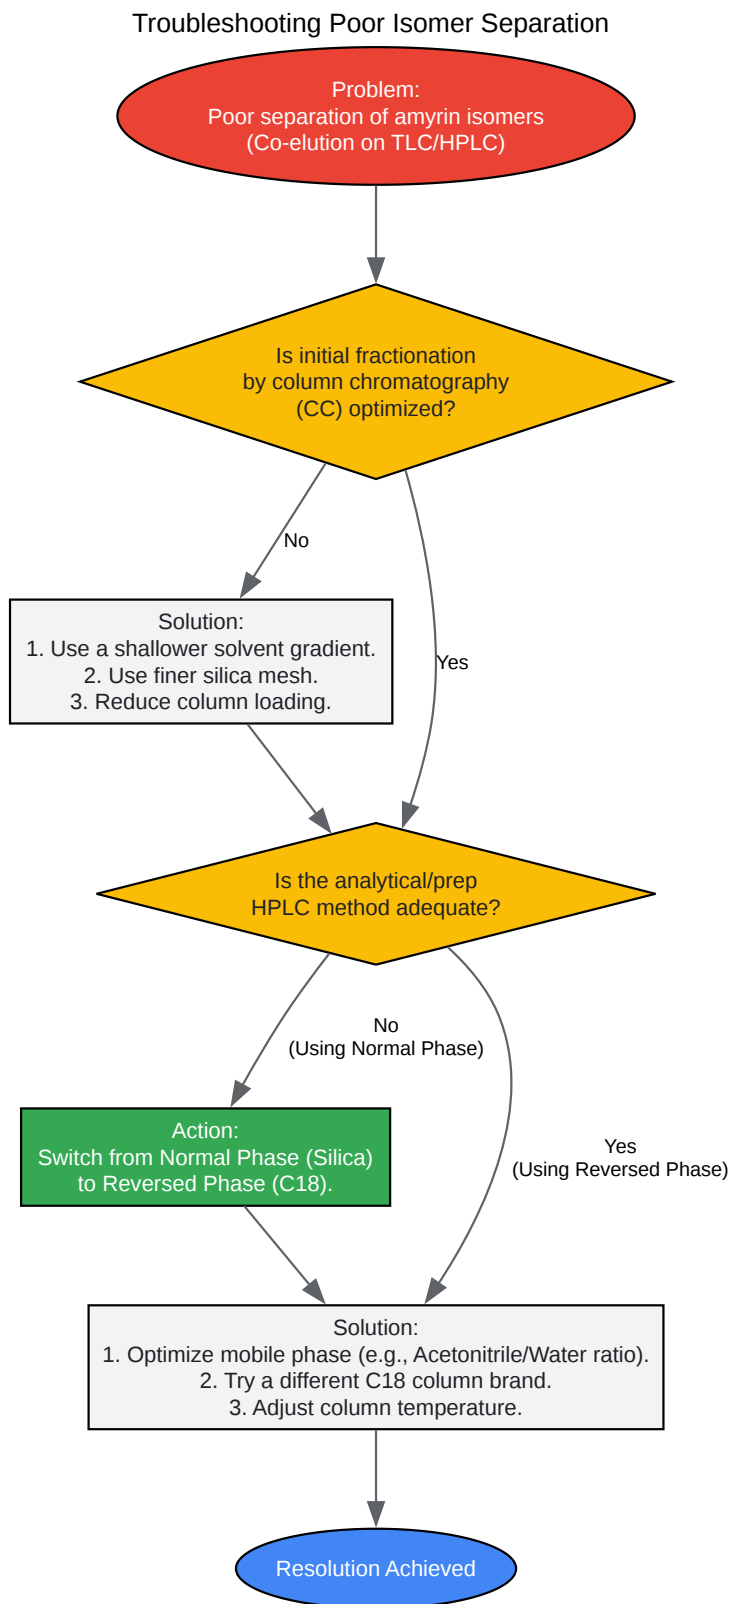 Troubleshooting Poor Isomer Separation
Problem:
Poor separation of amyrin isomers
(Co-elution on TLC/HPLC)
Is initial fractionation
by column chromatography
(CC) optimized?
No
Solution:
1. Use a shallower solvent gradient.
2. Use finer silica mesh.
3. Reduce column loading.
Yes
Is the analytical/prep
HPLC method adequate?
No
(Using Normal Phase)
Action:
Switch from Normal Phase (Silica)
to Reversed Phase (C18).
Yes
(Using Reversed Phase)
Solution:
1. Optimize mobile phase (e.g., Acetonitrile/Water ratio).
2. Try a different C18 column brand.
3. Adjust column temperature.
Resolution Achieved